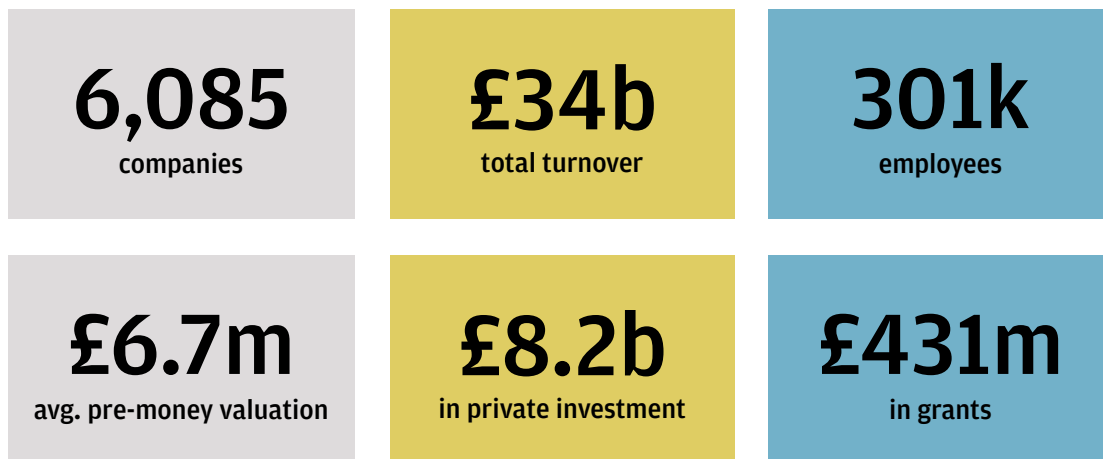 6,085
companies
£34b
total turnover
301k
employees
£6.7m
avg. pre-money valuation
£8.2b
in private investment
£431m
in grants